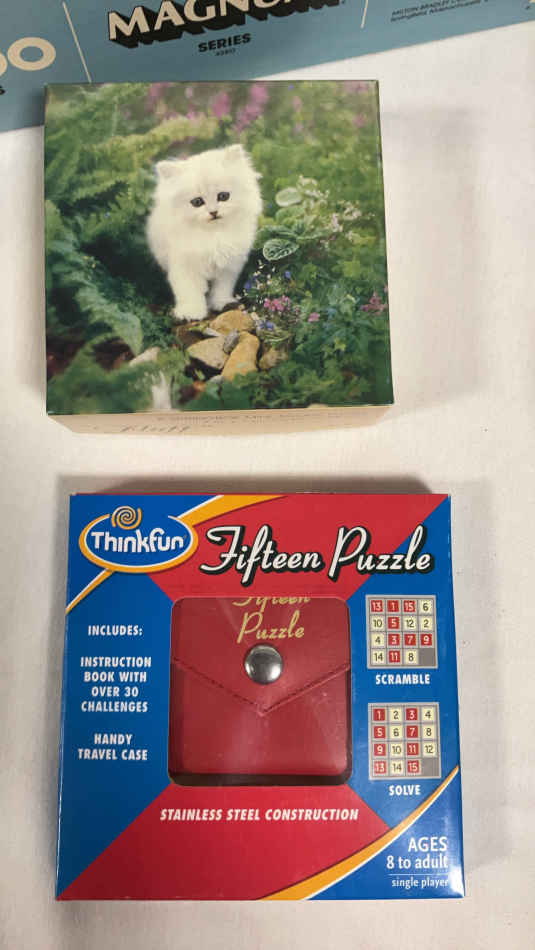 MAGNUM
SERIES
Thinkfun
Fifteen Puzzle
INCLUDES:
INSTRUCTION
BOOK WITH
OVER 30
CHALLENGES
HANDY
TRAVEL CASE
Fifteen
Puzzle
13 1 15 6
10 5 12 2
4 3 7 9
14 11 8
SCRAMBLE
1 2 3 4
5 6 7 8
9 10 11 12
13 14 15
SOLVE
STAINLESS STEEL CONSTRUCTION
AGES
8 to adult
single player